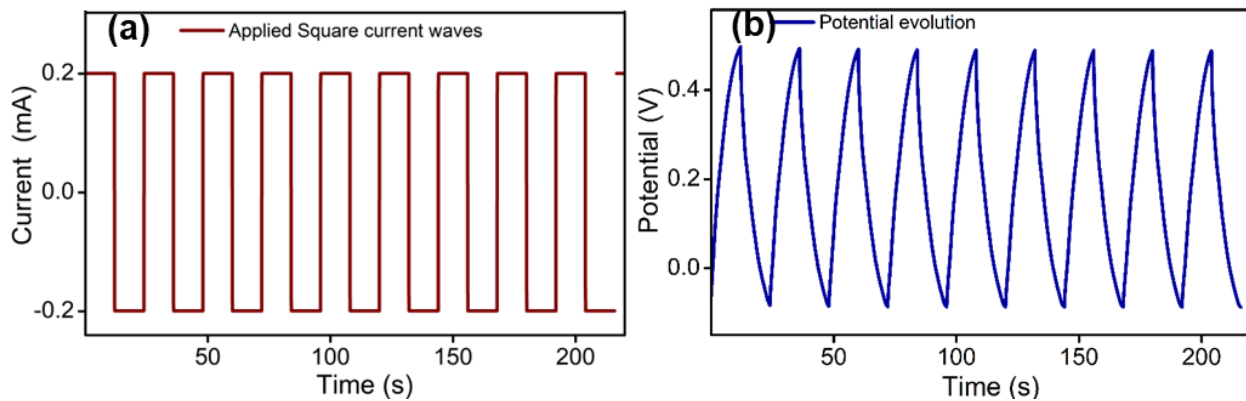 (a)
Applied Square current waves
Current (mA)
0.2
0.0
-0.2
50
100
150
200
Time (s)
(b)
Potential evolution
Potential (V)
0.4
0.2
0.0
50
100
150
200
Time (s)